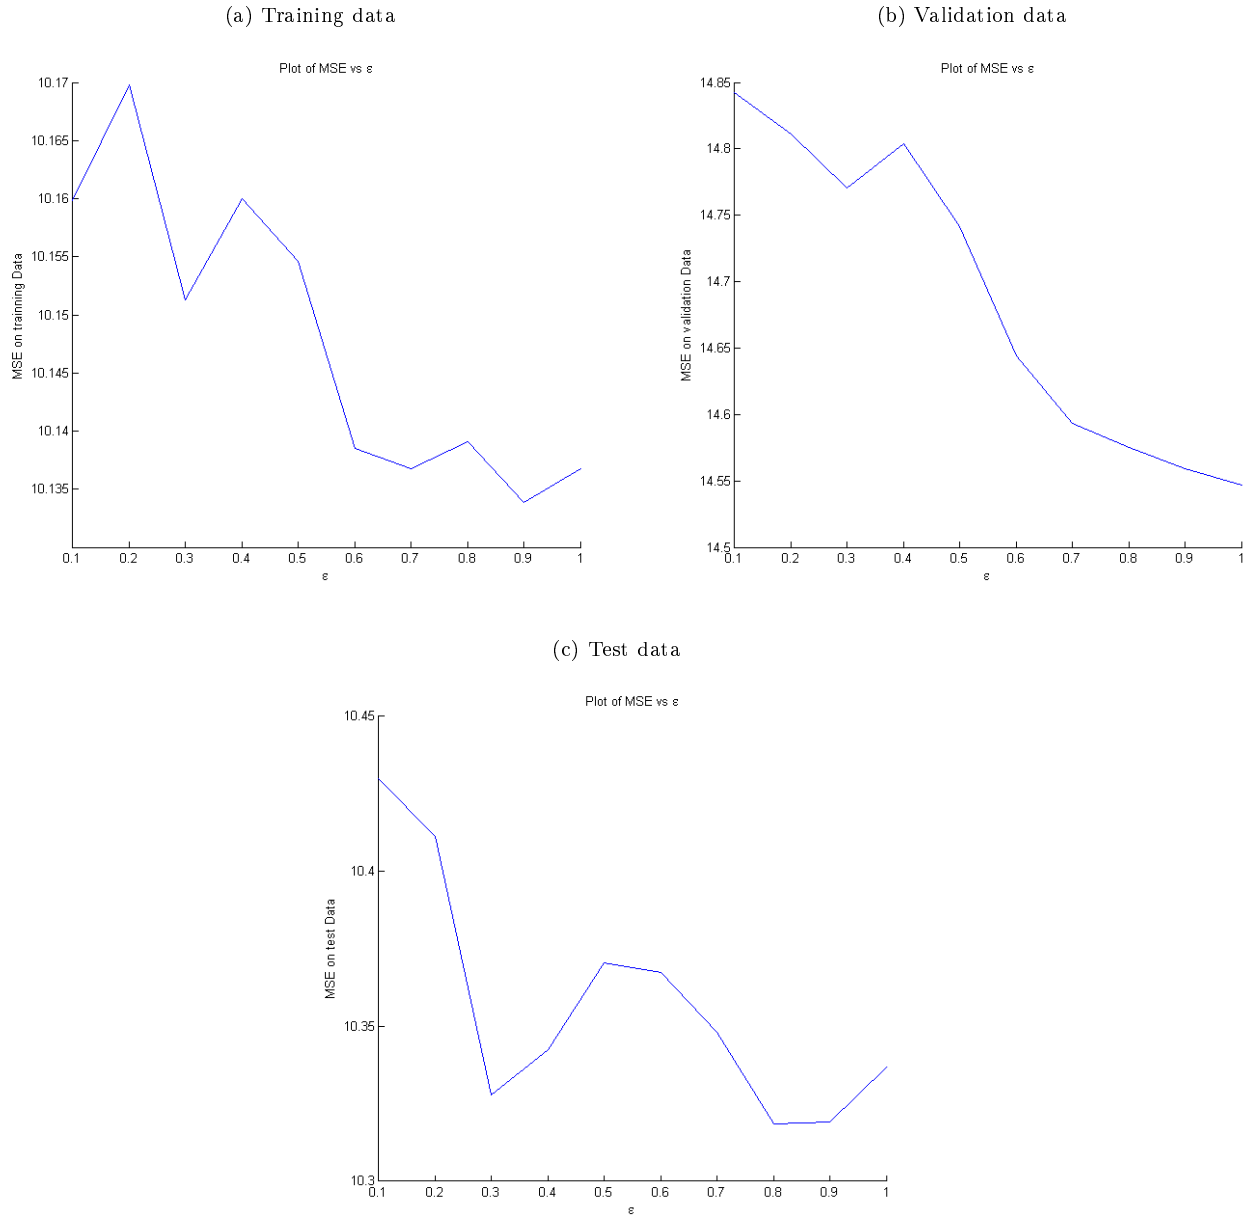 (a) Training data
Plot of MSE vs ε
10.17
10.165
10.16
10.155
10.15
10.145
10.14
10.135
MSE on trainning Data
0.1 0.2 0.3 0.4 0.5 0.6 0.7 0.8 0.9 1
ε
(b) Validation data
Plot of MSE vs ε
14.85
14.8
14.75
14.7
14.65
14.6
14.55
14.5
MSE on validation Data
0.1 0.2 0.3 0.4 0.5 0.6 0.7 0.8 0.9 1
ε
(c) Test data
Plot of MSE vs ε
10.45
10.4
10.35
10.3
MSE on test Data
0.1 0.2 0.3 0.4 0.5 0.6 0.7 0.8 0.9 1
ε